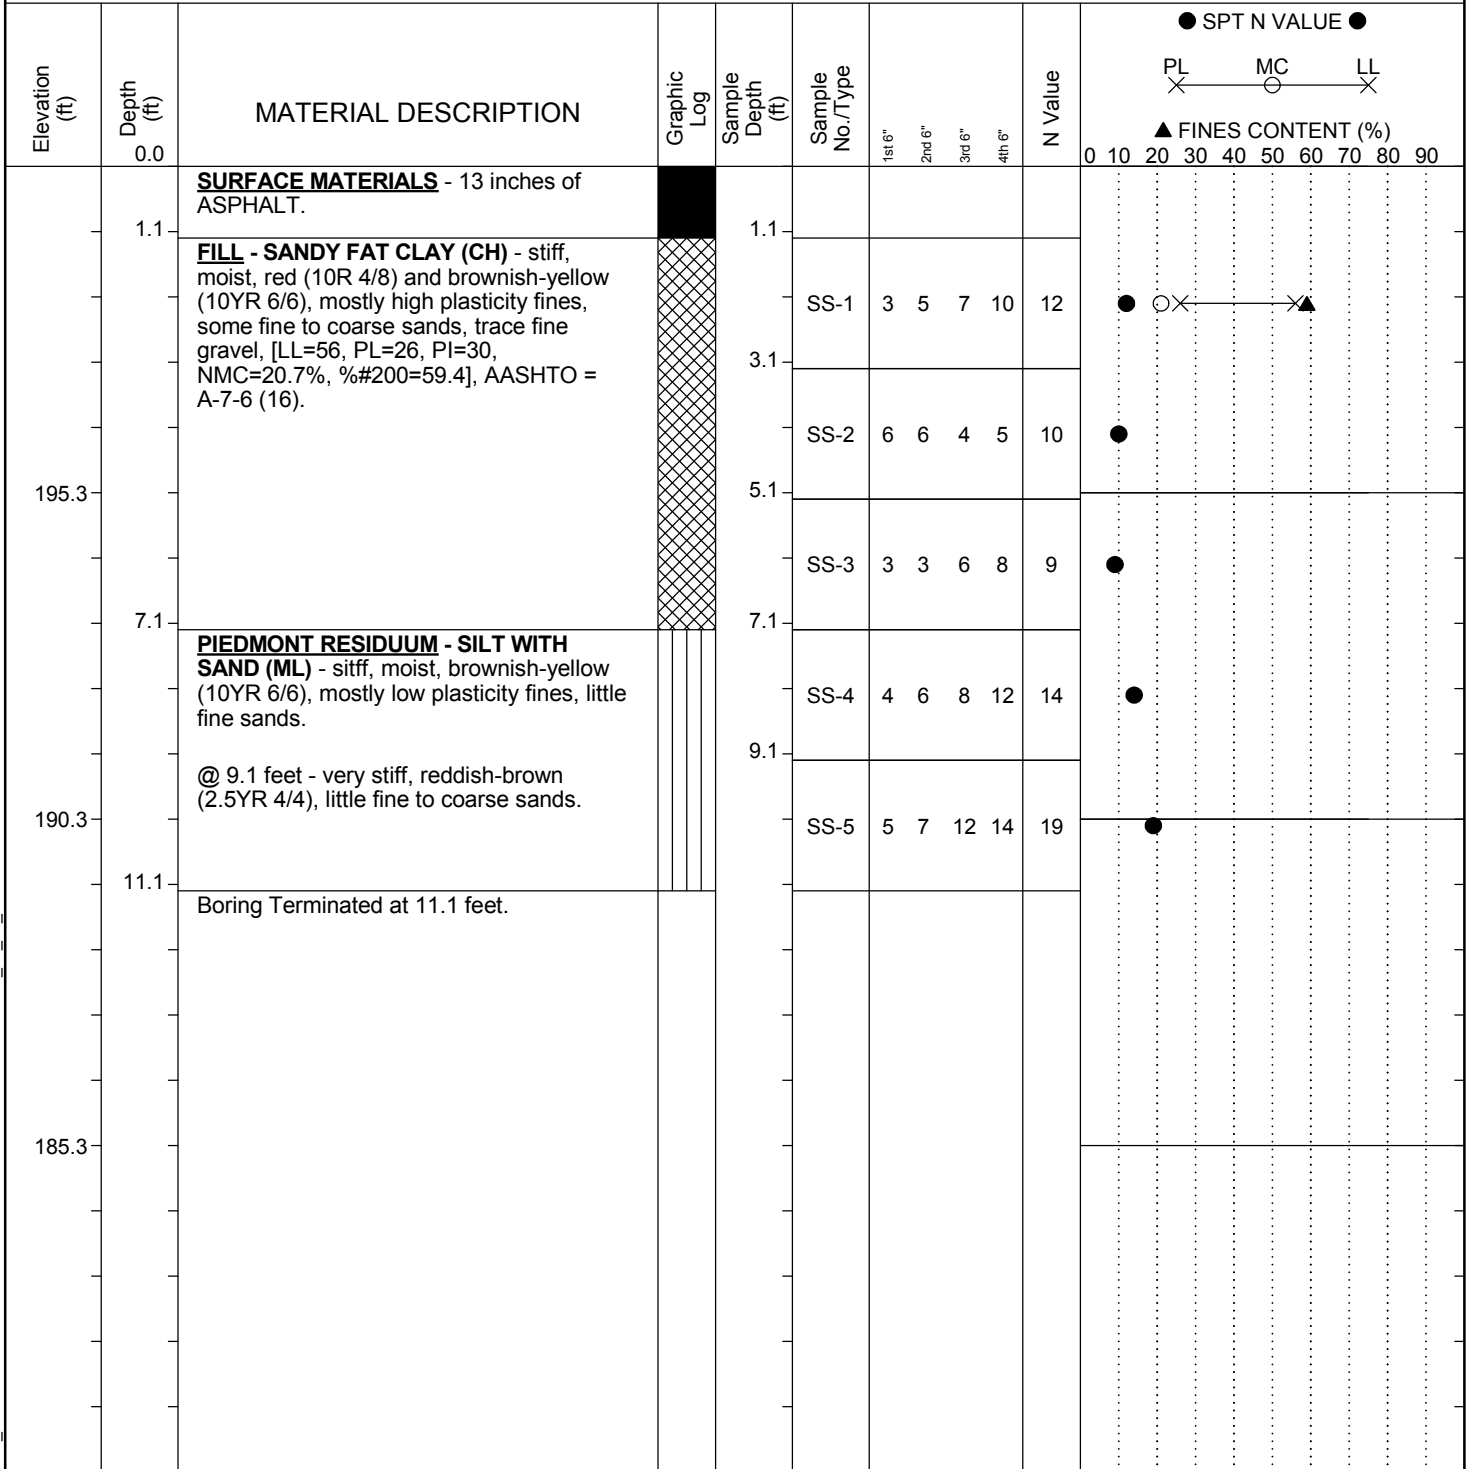 ● SPT N VALUE ●
PL MC LL
▲ FINES CONTENT (%)
0 10 20 30 40 50 60 70 80 90
Elevation
(ft)
Depth
(ft)
0.0
MATERIAL DESCRIPTION
Graphic
Log
Sample
Depth
(ft)
Sample
No./Type
1st 6"
2nd 6"
3rd 6"
4th 6"
N Value
SURFACE MATERIALS - 13 inches of
ASPHALT.
1.1
1.1
FILL - SANDY FAT CLAY (CH) - stiff,
moist, red (10R 4/8) and brownish-yellow
(10YR 6/6), mostly high plasticity fines,
some fine to coarse sands, trace fine
gravel, [LL=56, PL=26, PI=30,
NMC=20.7%, %#200=59.4], AASHTO =
A-7-6 (16).
SS-1 3 5 7 10 12
3.1
SS-2 6 6 4 5 10
195.3
5.1
SS-3 3 3 6 8 9
7.1
7.1
PIEDMONT RESIDUUM - SILT WITH
SAND (ML) - sitff, moist, brownish-yellow
(10YR 6/6), mostly low plasticity fines, little
fine sands.
SS-4 4 6 8 12 14
9.1
@ 9.1 feet - very stiff, reddish-brown
(2.5YR 4/4), little fine to coarse sands.
190.3
SS-5 5 7 12 14 19
11.1
Boring Terminated at 11.1 feet.
185.3